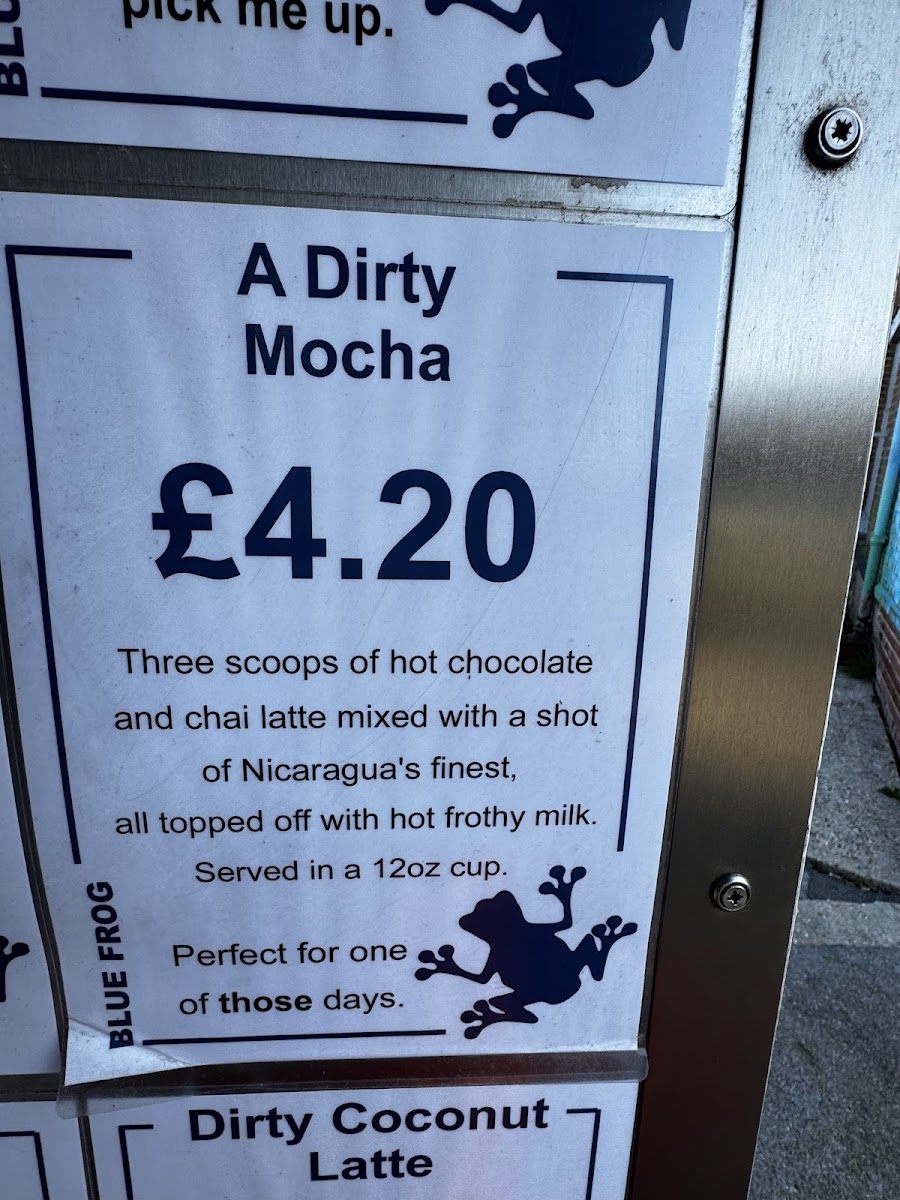 pick me up.
A Dirty
Mocha
£4.20
Three scoops of hot chocolate
and chai latte mixed with a shot
of Nicaragua's finest,
all topped off with hot frothy milk.
Served in a 12oz cup.
Perfect for one
of those days.
BLUE FROG
Dirty Coconut
Latte